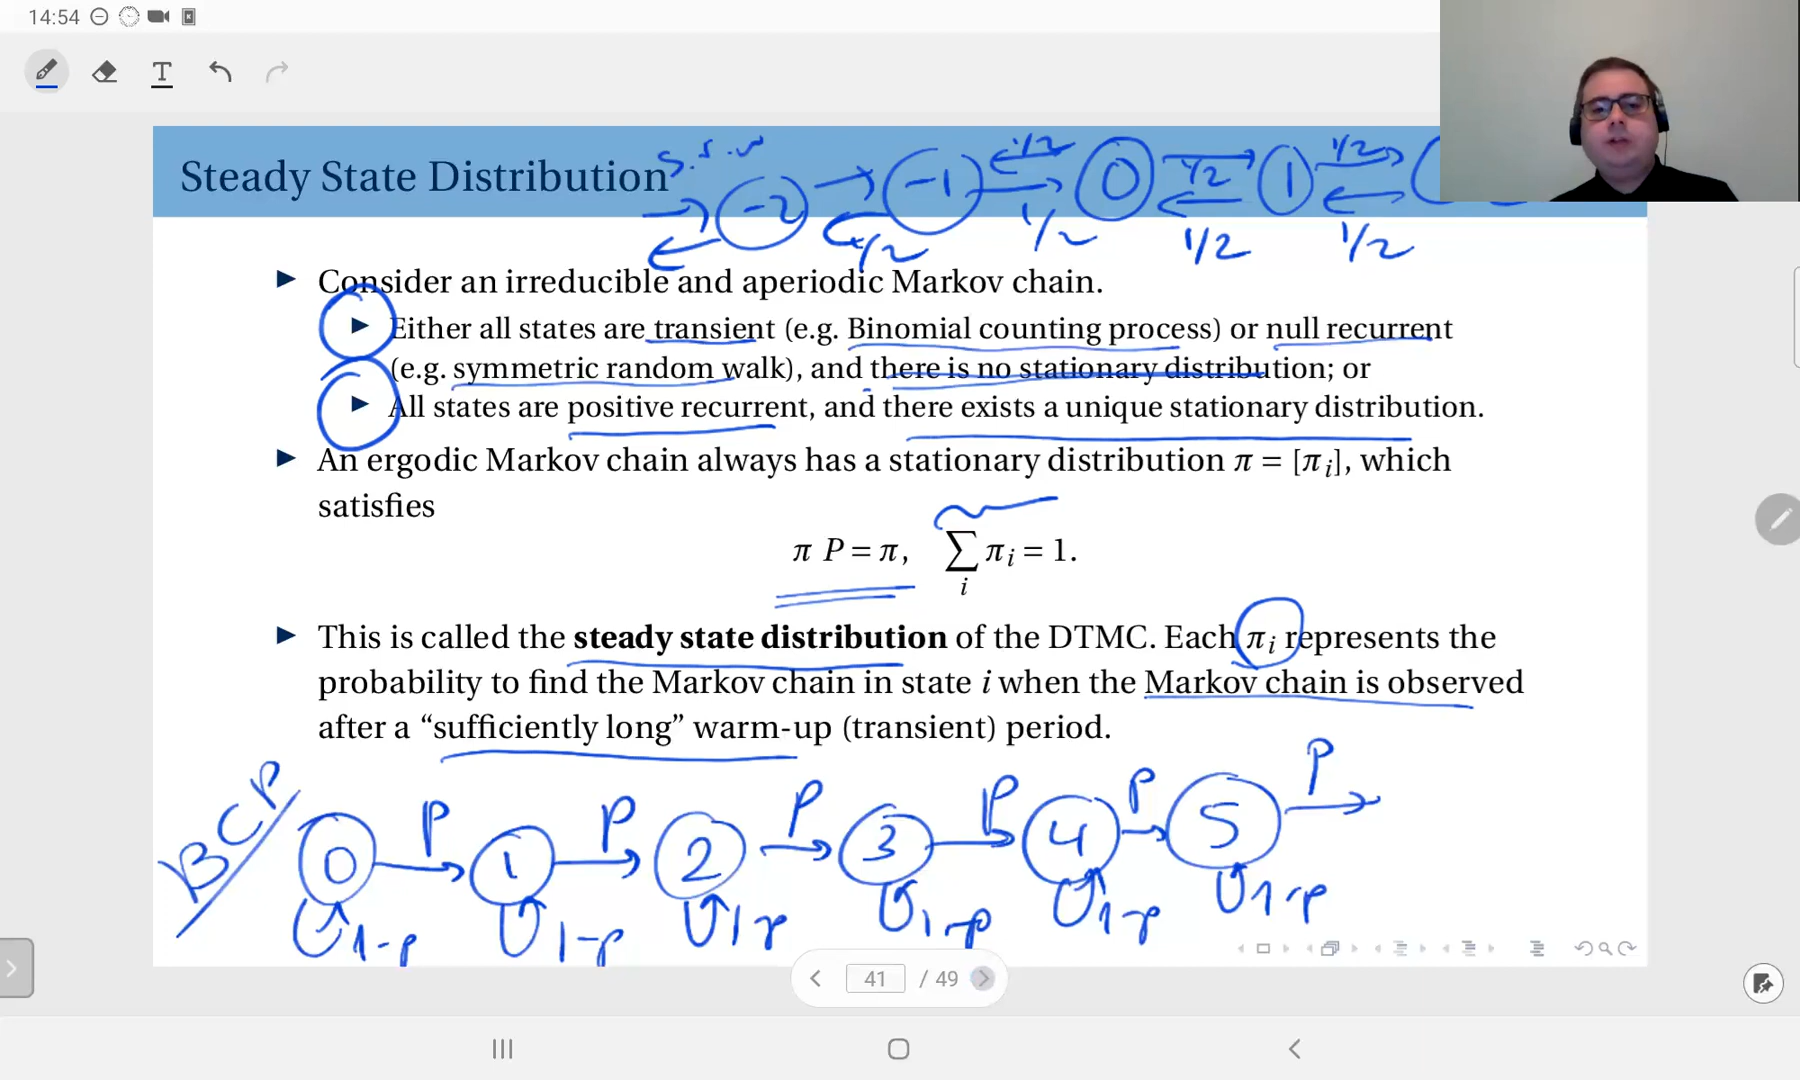 14:54
T
Steady State Distribution
s.s.w
-2 -1 1/2 0 1/2 1 1/2
1/2 1/2 1/2 1/2
► Consider an irreducible and aperiodic Markov chain.
► Either all states are transient (e.g. Binomial counting process) or null recurrent
(e.g. symmetric random walk), and there is no stationary distribution; or
► All states are positive recurrent, and there exists a unique stationary distribution.
► An ergodic Markov chain always has a stationary distribution π = [π_i], which
satisfies
π P = π, ∑_i π_i = 1.
► This is called the steady state distribution of the DTMC. Each π_i represents the
probability to find the Markov chain in state i when the Markov chain is observed
after a “sufficiently long” warm-up (transient) period.
BCP
P P P P P P
0 1 2 3 4 5
1-p 1-p 1-p 1-p 1-p 1-p
41 / 49